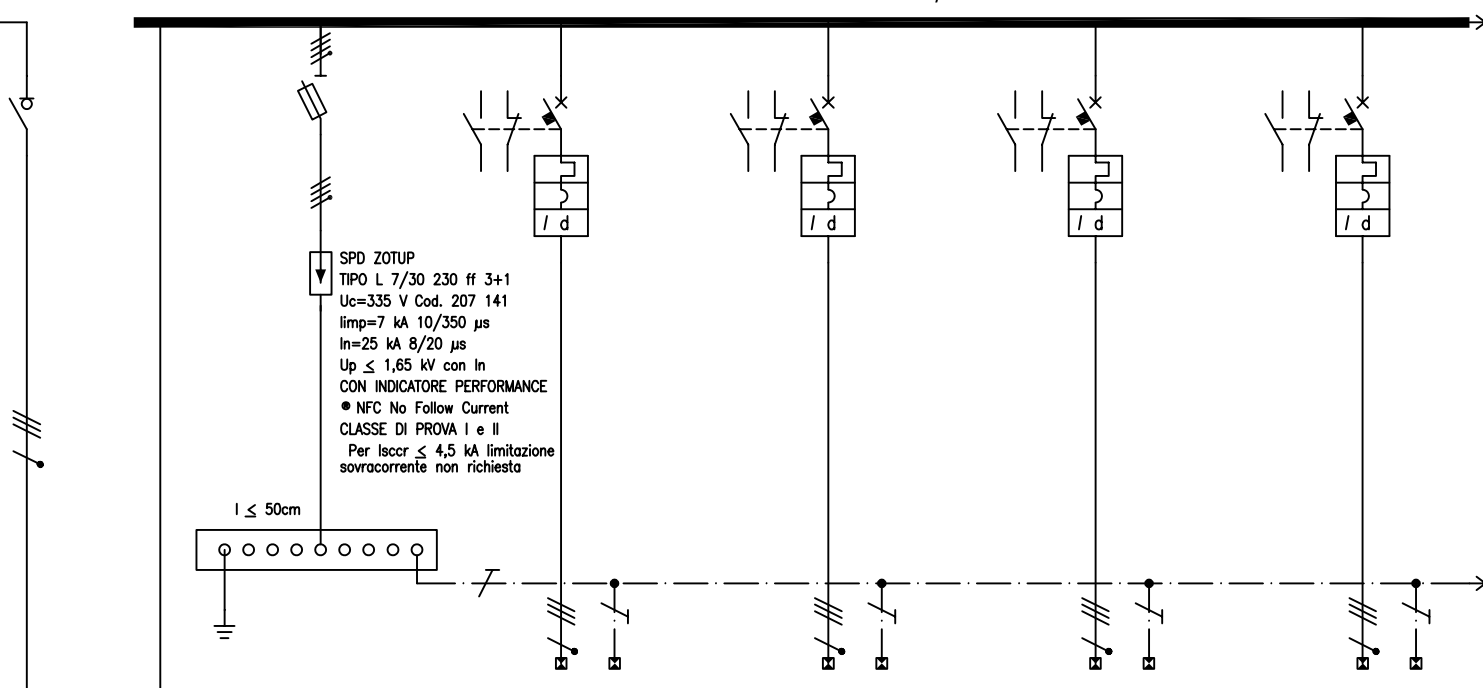 I d
I d
I d
I d
SPD ZOTUP
TIPO L 7/30 230 ff 3+1
Uc=335 V Cod. 207 141
Iimp=7 kA 10/350 µs
In=25 kA 8/20 µs
Up ≤ 1,65 kV con In
CON INDICATORE PERFORMANCE
® NFC No Follow Current
CLASSE DI PROVA I e II
Per Isccr ≤ 4,5 kA limitazione
sovracorrente non richiesta
l ≤ 50cm